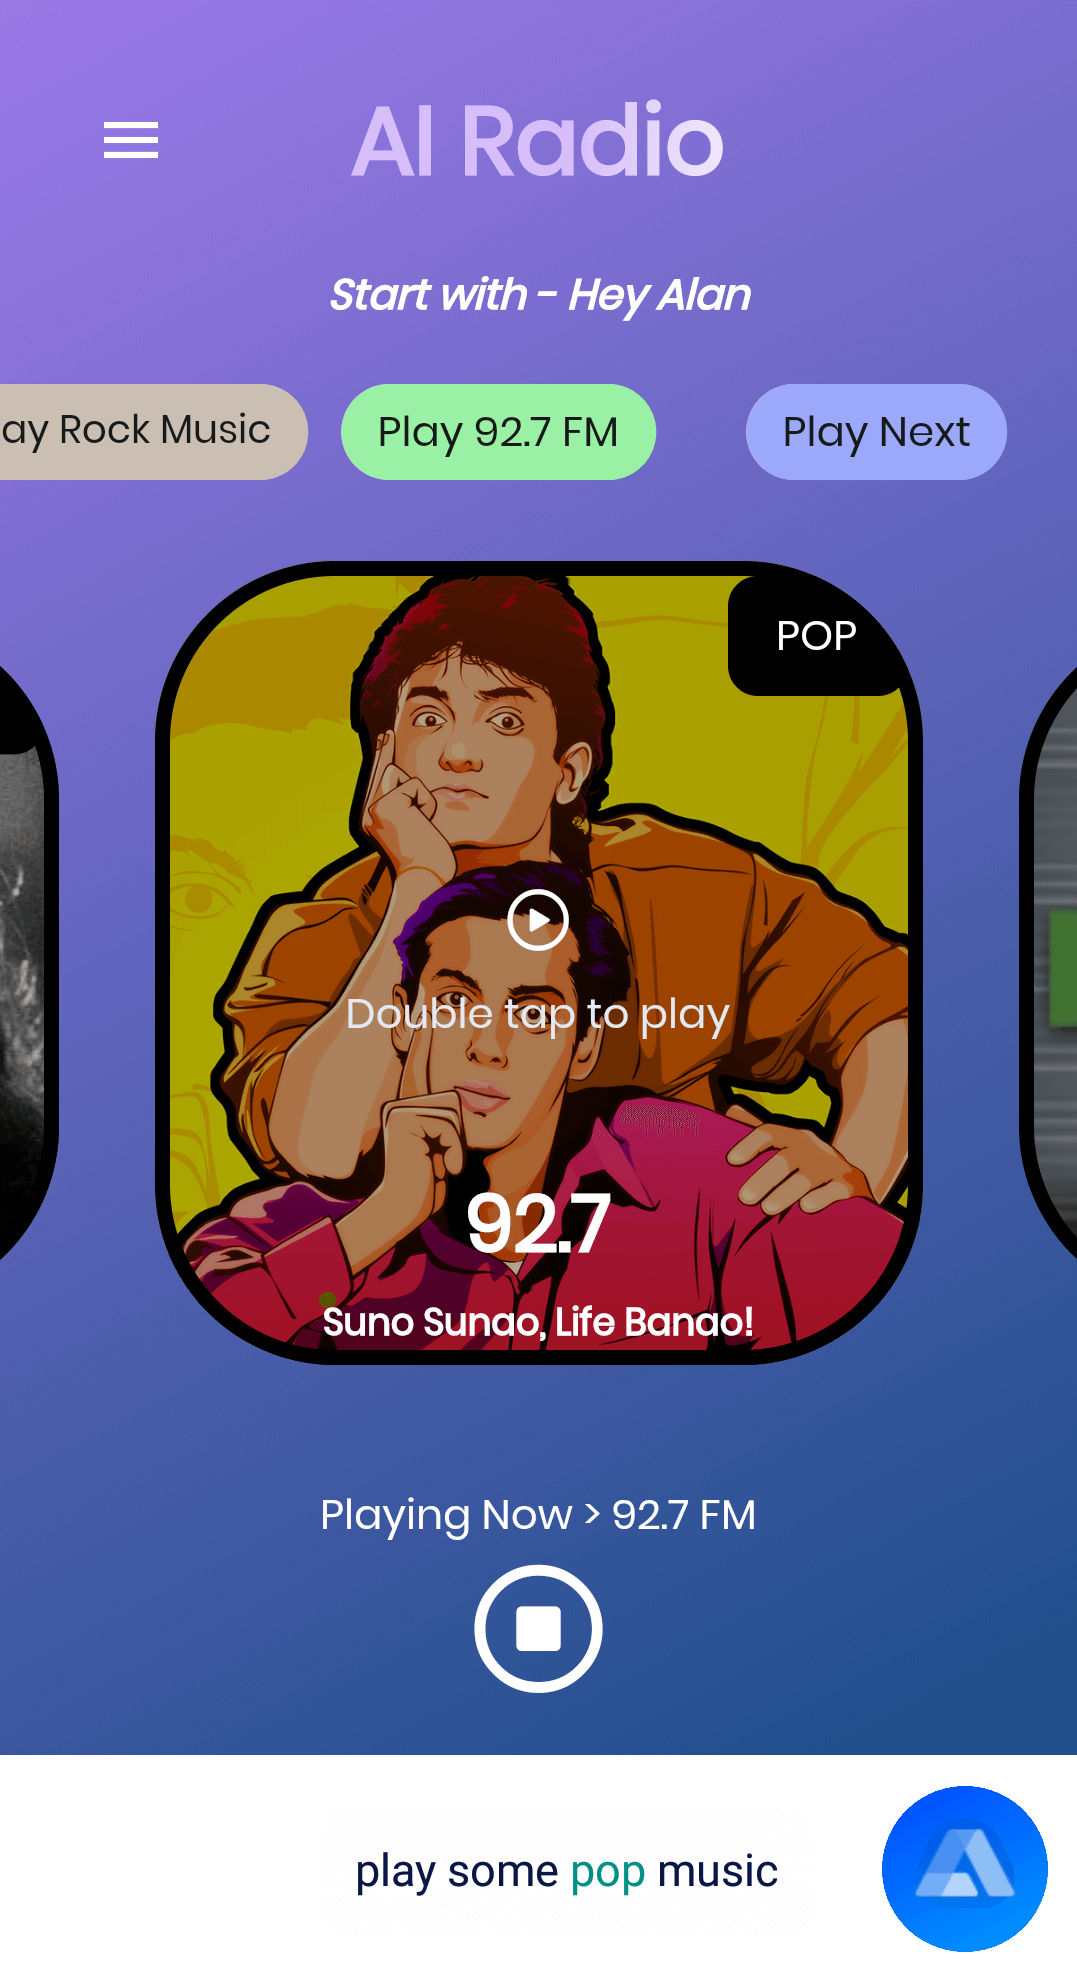 AI Radio
Start with - Hey Alan
ay Rock Music
Play 92.7 FM
Play Next
POP
Double tap to play
92.7
Suno Sunao, Life Banao!
Playing Now > 92.7 FM
play some pop music